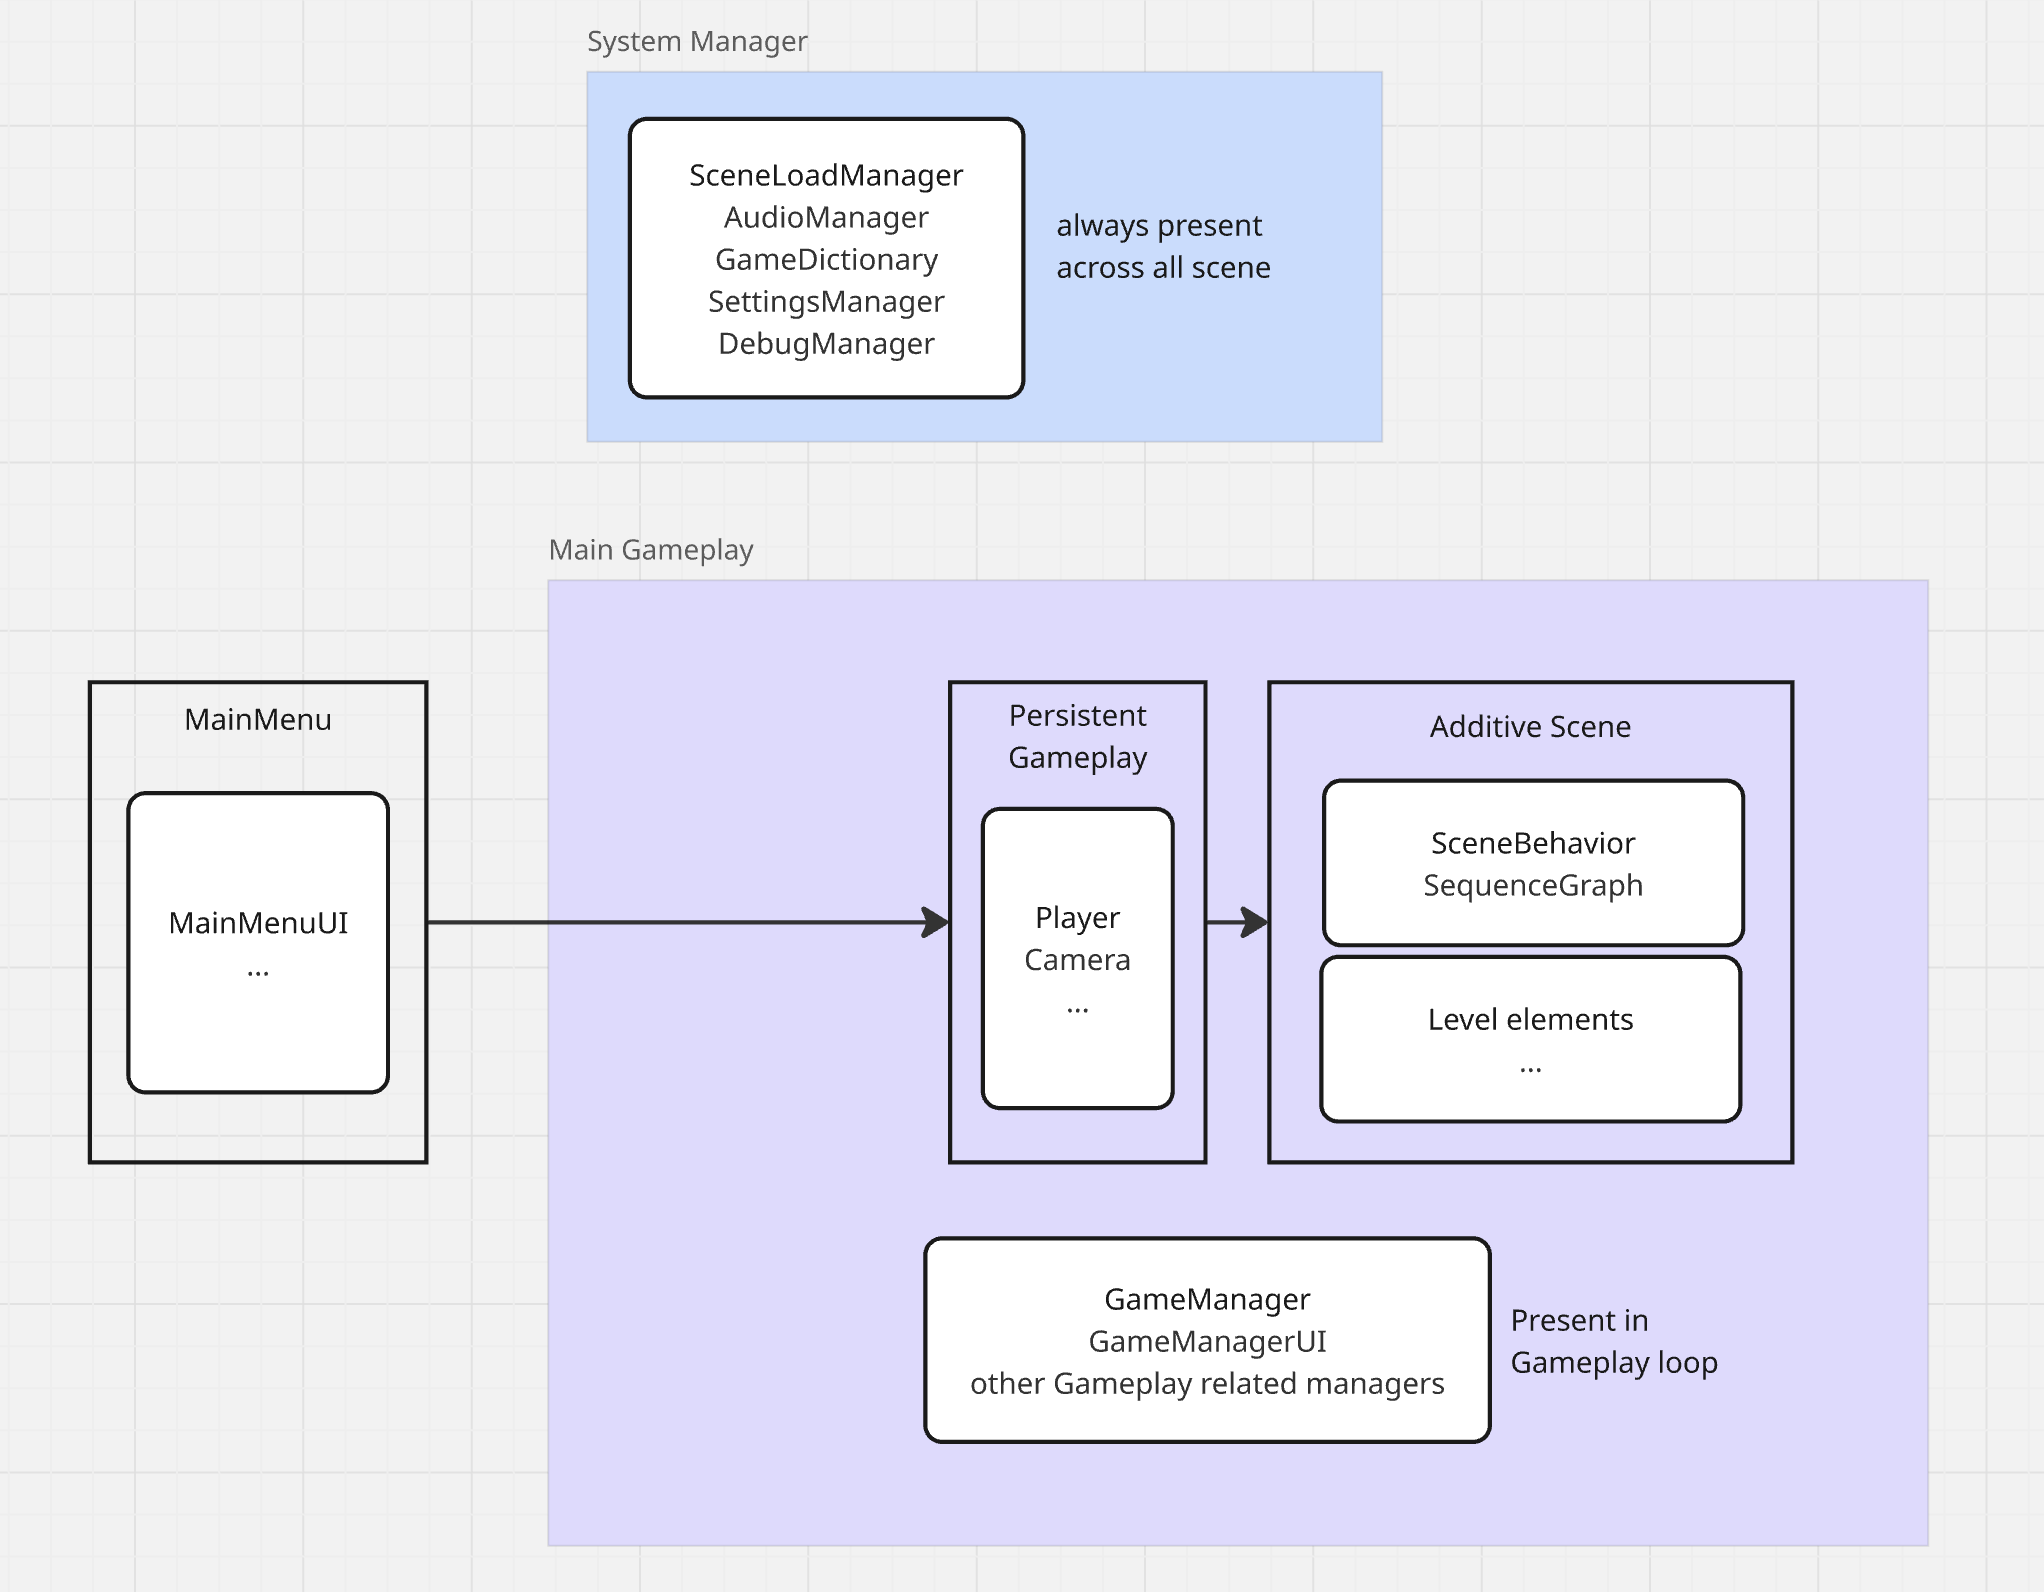 System Manager
SceneLoadManager
AudioManager
GameDictionary
SettingsManager
DebugManager
always present
across all scene
Main Gameplay
MainMenu
MainMenuUI
...
Persistent
Gameplay
Player
Camera
...
Additive Scene
SceneBehavior
SequenceGraph
Level elements
...
GameManager
GameManagerUI
other Gameplay related managers
Present in
Gameplay loop